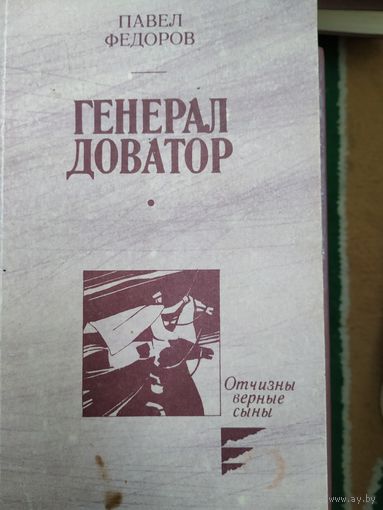 ПАВЕЛ
ФЕДОРОВ
ГЕНЕРАЛ
ДОВАТОР
Отчизны
верные
сыны
www.ay.by